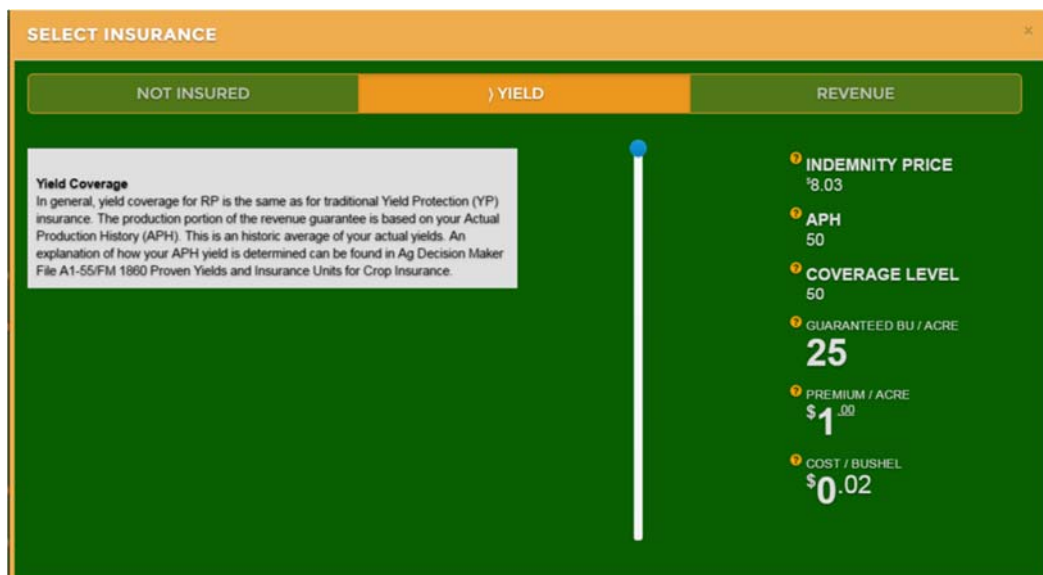 SELECT INSURANCE
×
NOT INSURED
⟩ YIELD
REVENUE
Yield Coverage
In general, yield coverage for RP is the same as for traditional Yield Protection (YP)
insurance. The production portion of the revenue guarantee is based on your Actual
Production History (APH). This is an historic average of your actual yields. An
explanation of how your APH yield is determined can be found in Ag Decision Maker
File A1-55/FM 1860 Proven Yields and Insurance Units for Crop Insurance.
? INDEMNITY PRICE
$8.03
? APH
50
? COVERAGE LEVEL
50
? GUARANTEED BU / ACRE
25
? PREMIUM / ACRE
$1.00
? COST / BUSHEL
$0.02